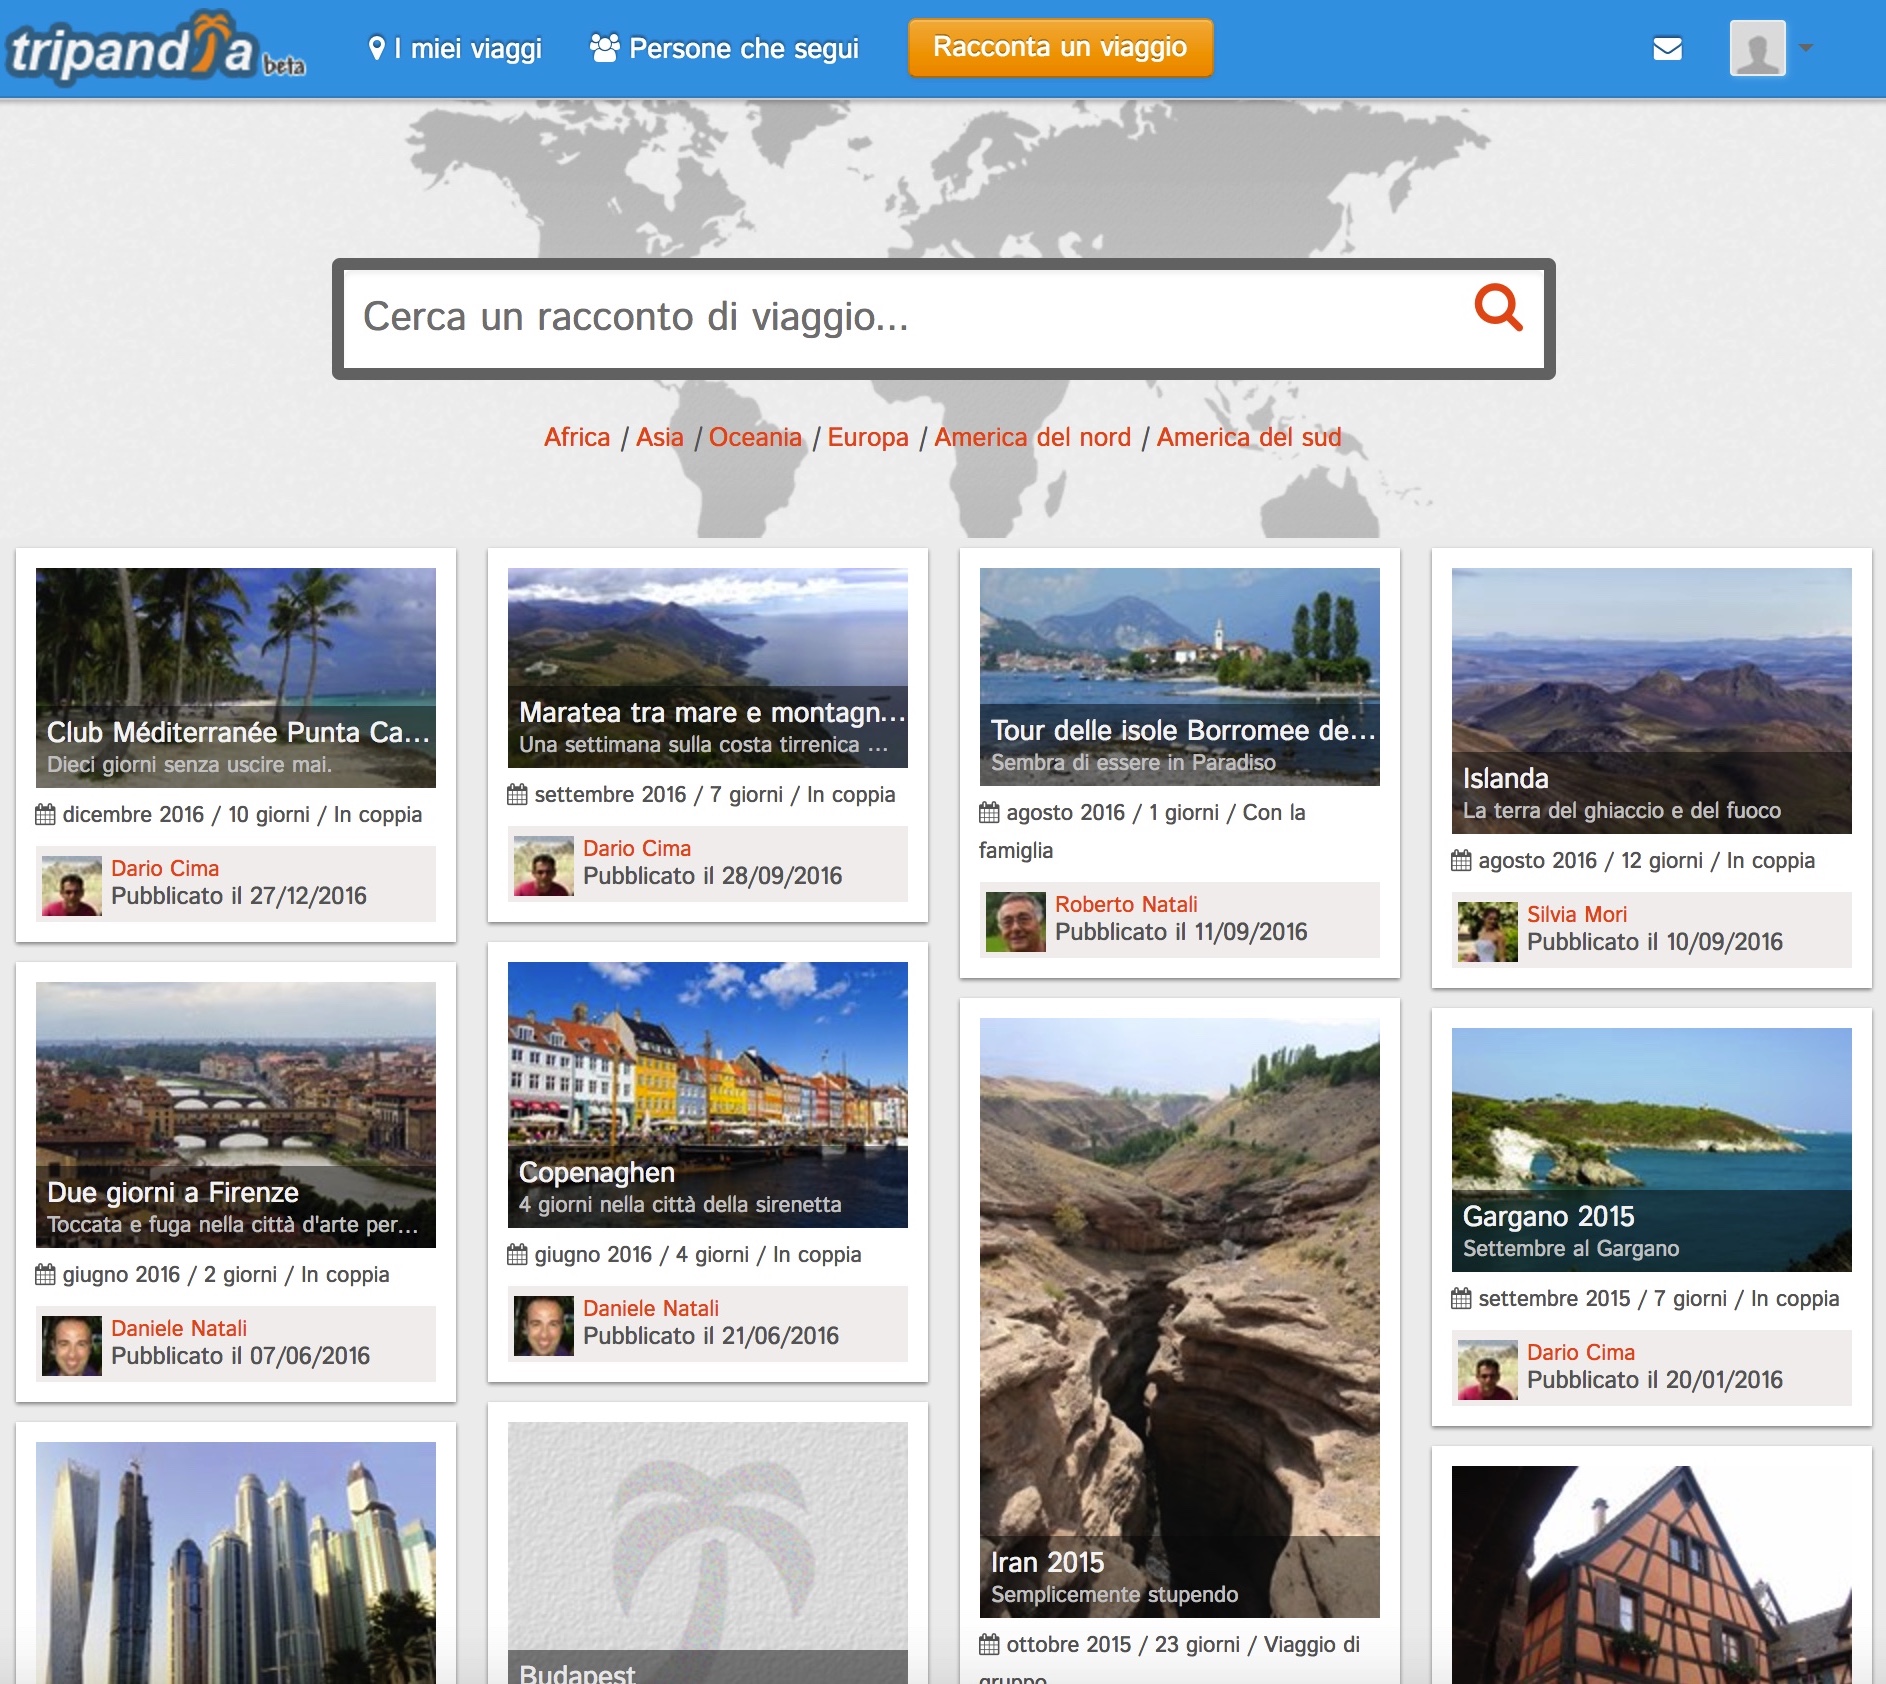 tripandia beta
I miei viaggi
Persone che segui
Racconta un viaggio
Cerca un racconto di viaggio...
Africa / Asia / Oceania / Europa / America del nord / America del sud
Club Méditerranée Punta Ca...
Dieci giorni senza uscire mai.
dicembre 2016 / 10 giorni / In coppia
Dario Cima
Pubblicato il 27/12/2016
Maratea tra mare e montagn...
Una settimana sulla costa tirrenica ...
settembre 2016 / 7 giorni / In coppia
Dario Cima
Pubblicato il 28/09/2016
Tour delle isole Borromee de...
Sembra di essere in Paradiso
agosto 2016 / 1 giorni / Con la
famiglia
Roberto Natali
Pubblicato il 11/09/2016
Islanda
La terra del ghiaccio e del fuoco
agosto 2016 / 12 giorni / In coppia
Silvia Mori
Pubblicato il 10/09/2016
Due giorni a Firenze
Toccata e fuga nella città d'arte per...
giugno 2016 / 2 giorni / In coppia
Daniele Natali
Pubblicato il 07/06/2016
Copenaghen
4 giorni nella città della sirenetta
giugno 2016 / 4 giorni / In coppia
Daniele Natali
Pubblicato il 21/06/2016
Iran 2015
Semplicemente stupendo
ottobre 2015 / 23 giorni / Viaggio di
gruppo
Gargano 2015
Settembre al Gargano
settembre 2015 / 7 giorni / In coppia
Dario Cima
Pubblicato il 20/01/2016
Budapest